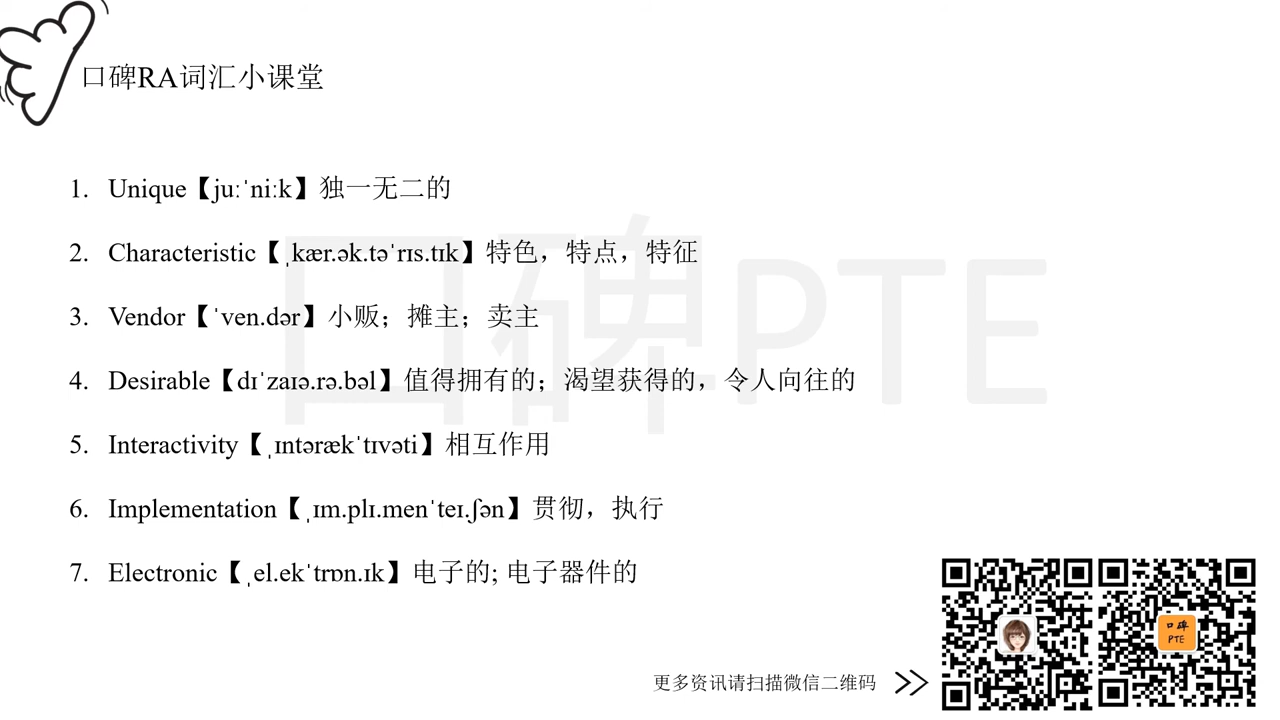 口碑RA词汇小课堂
1. Unique【juːˈniːk】独一无二的
2. Characteristic【ˌkær.ək.təˈrɪs.tɪk】特色，特点，特征
3. Vendor【ˈven.dər】小贩；摊主；卖主
4. Desirable【dɪˈzaɪə.rə.bəl】值得拥有的；渴望获得的，令人向往的
5. Interactivity【ˌɪntərækˈtɪvəti】相互作用
6. Implementation【ˌɪm.plɪ.menˈteɪ.ʃən】贯彻，执行
7. Electronic【ˌel.ekˈtrɒn.ɪk】电子的; 电子器件的
口碑PTE
口碑
PTE
更多资讯请扫描微信二维码